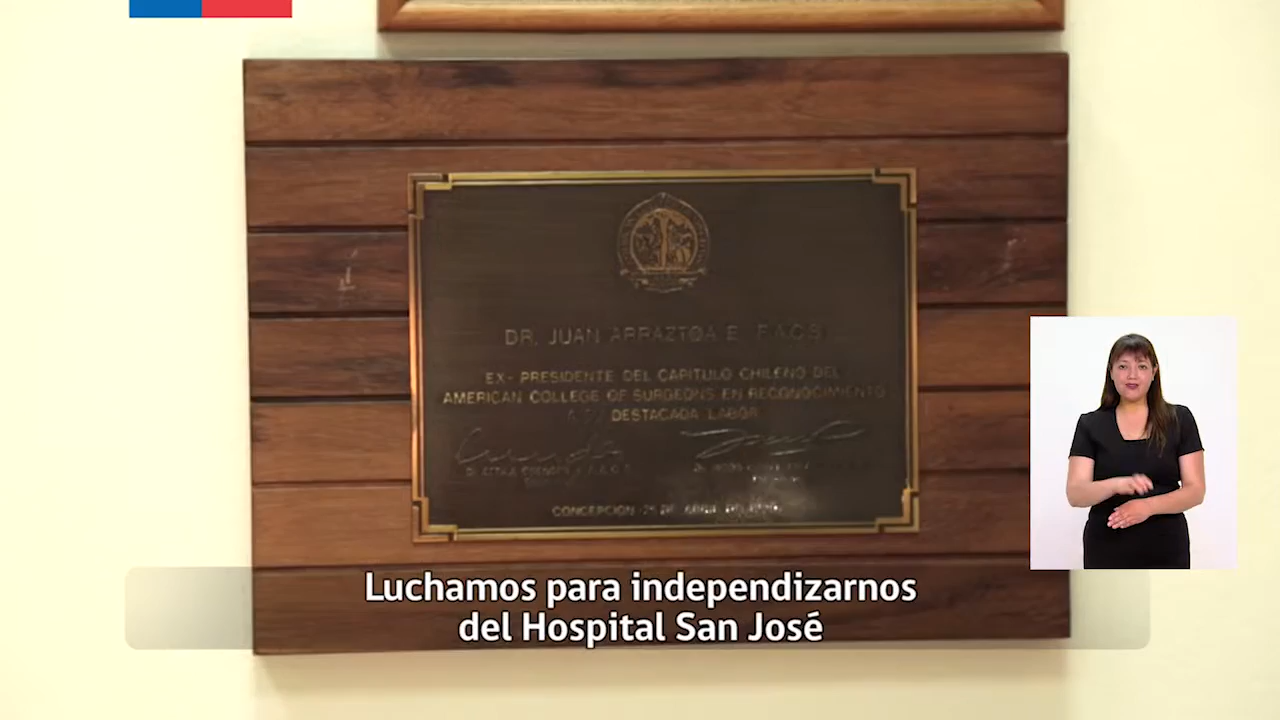 DR. JUAN ARRAZTOA E. F.A.C.S.
EX- PRESIDENTE DEL CAPITULO CHILENO DEL
AMERICAN COLLEGE OF SURGEONS EN RECONOCIMIENTO
A SU DESTACADA LABOR
CONCEPCION
Luchamos para independizarnos
del Hospital San José